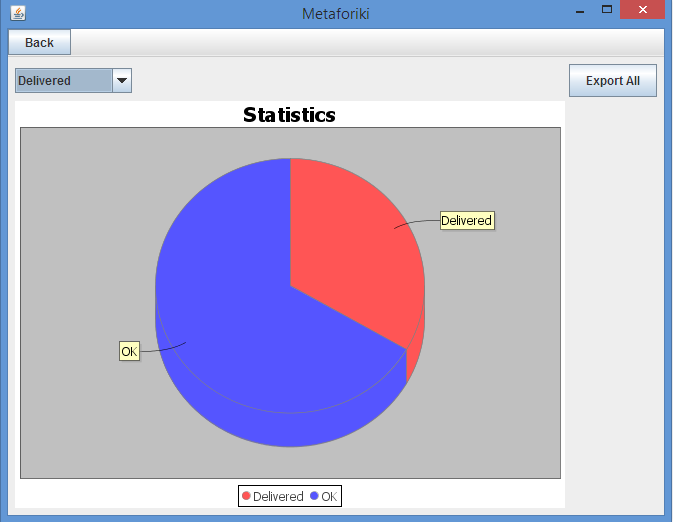 Metaforiki
Back
Delivered
Export All
Statistics
Delivered
OK
Delivered OK